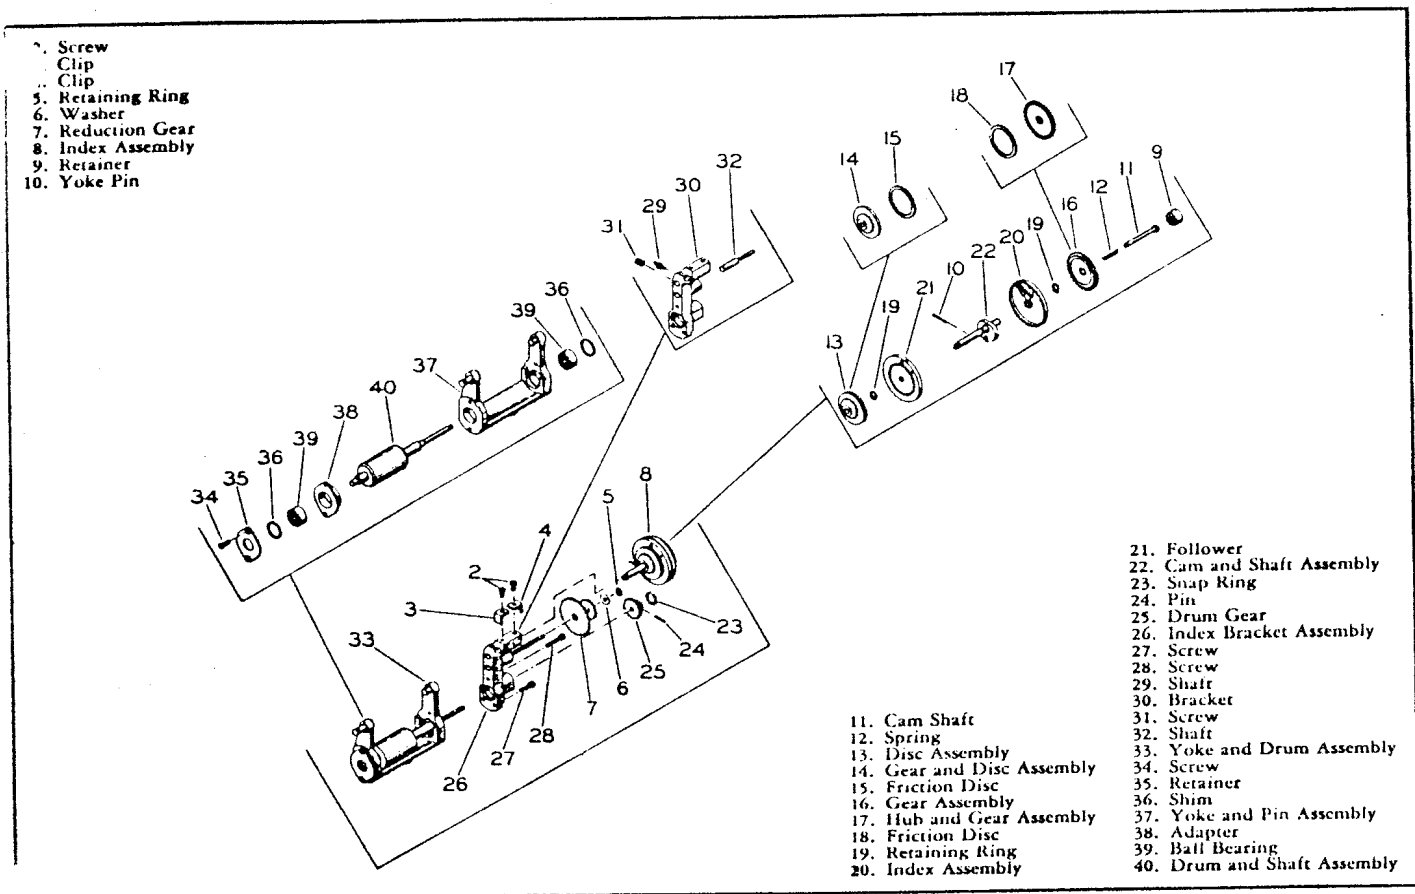 . Screw
Clip
Clip
5. Retaining Ring
6. Washer
7. Reduction Gear
8. Index Assembly
9. Retainer
10. Yoke Pin
17
18
15
14
9
11
12
16
19
20
22
10
21
19
13
32
30
29
31
36
39
37
40
38
39
36
35
34
8
5
4
2
3
33
23
24
25
6
7
28
27
26
11. Cam Shaft
12. Spring
13. Disc Assembly
14. Gear and Disc Assembly
15. Friction Disc
16. Gear Assembly
17. Hub and Gear Assembly
18. Friction Disc
19. Retaining Ring
20. Index Assembly
21. Follower
22. Cam and Shaft Assembly
23. Snap Ring
24. Pin
25. Drum Gear
26. Index Bracket Assembly
27. Screw
28. Screw
29. Shaft
30. Bracket
31. Screw
32. Shaft
33. Yoke and Drum Assembly
34. Screw
35. Retainer
36. Shim
37. Yoke and Pin Assembly
38. Adapter
39. Ball Bearing
40. Drum and Shaft Assembly